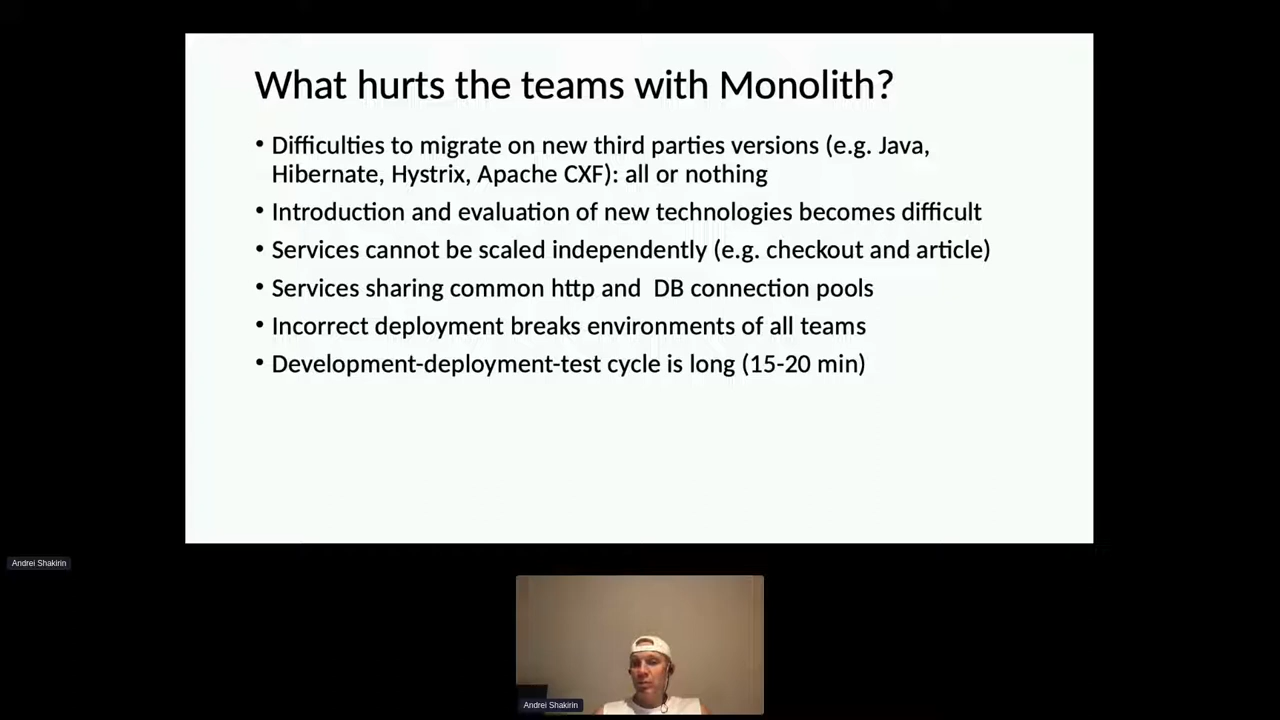 What hurts the teams with Monolith?
• Difficulties to migrate on new third parties versions (e.g. Java,
Hibernate, Hystrix, Apache CXF): all or nothing
• Introduction and evaluation of new technologies becomes difficult
• Services cannot be scaled independently (e.g. checkout and article)
• Services sharing common http and  DB connection pools
• Incorrect deployment breaks environments of all teams
• Development-deployment-test cycle is long (15-20 min)
Andrei Shakirin
Andrei Shakirin